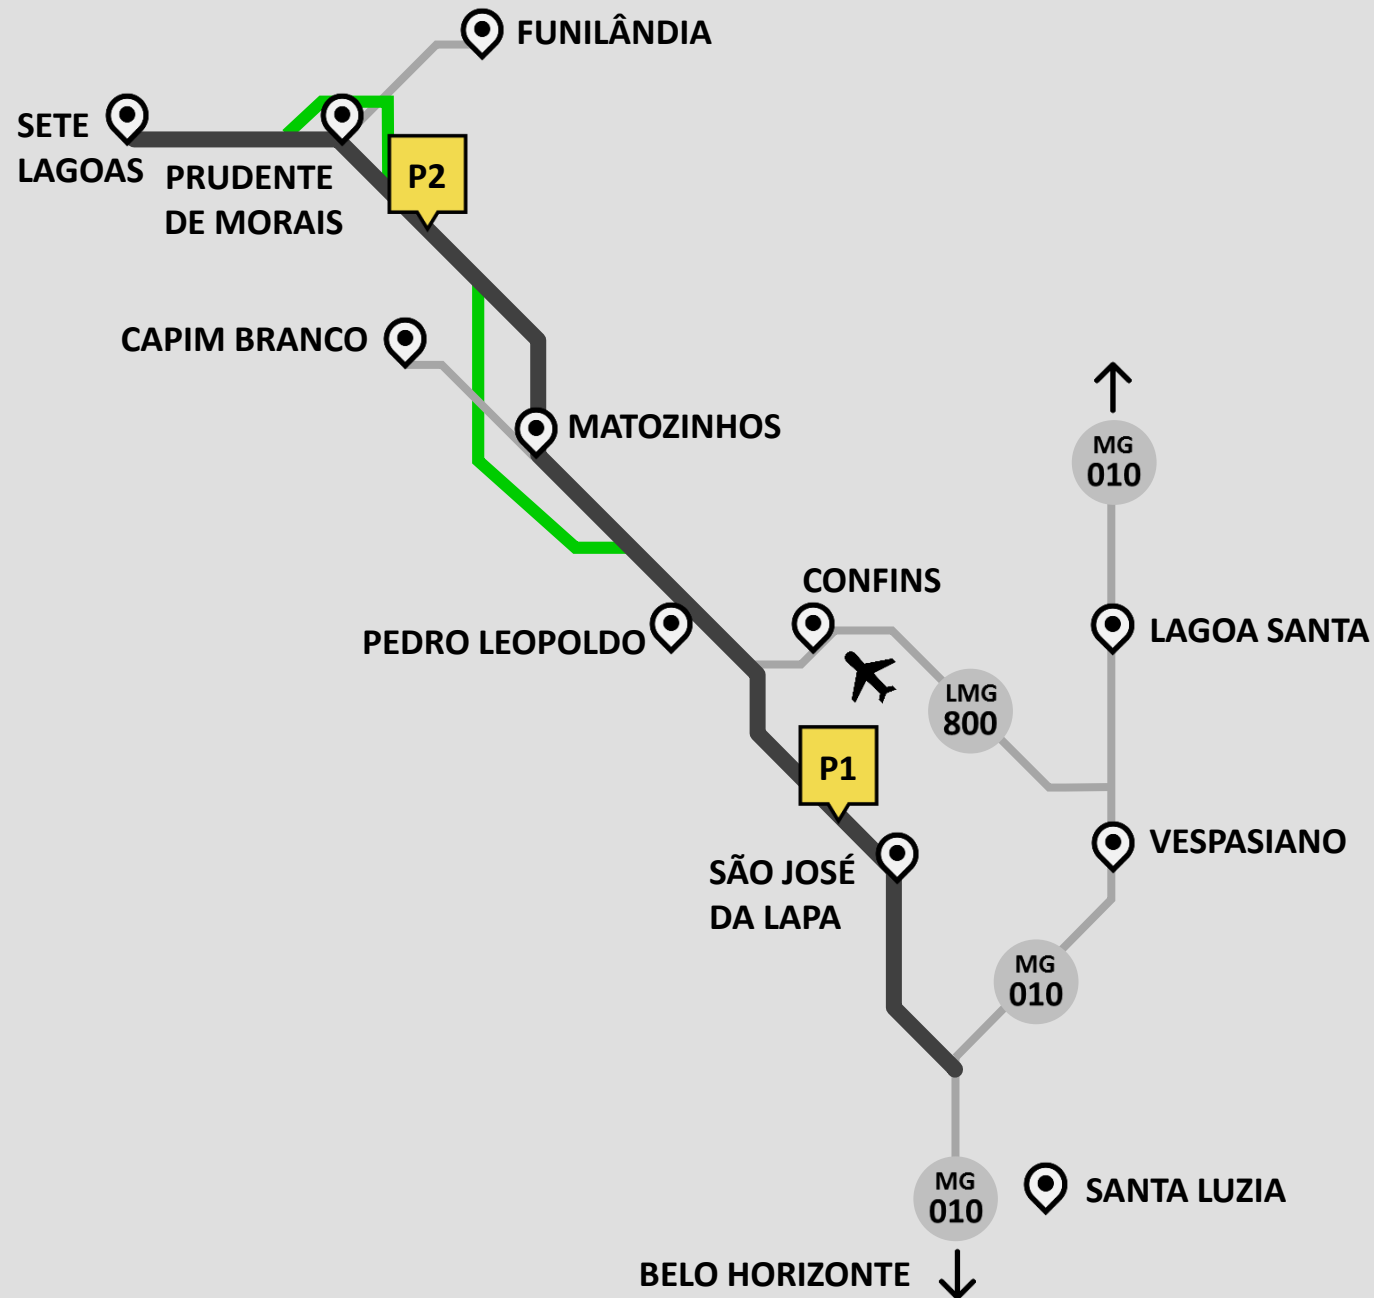 FUNILÂNDIA
SETE
LAGOAS
PRUDENTE
DE MORAIS
P2
CAPIM BRANCO
MATOZINHOS
MG
010
CONFINS
PEDRO LEOPOLDO
LAGOA SANTA
LMG
800
P1
VESPASIANO
SÃO JOSÉ
DA LAPA
MG
010
MG
010
SANTA LUZIA
BELO HORIZONTE